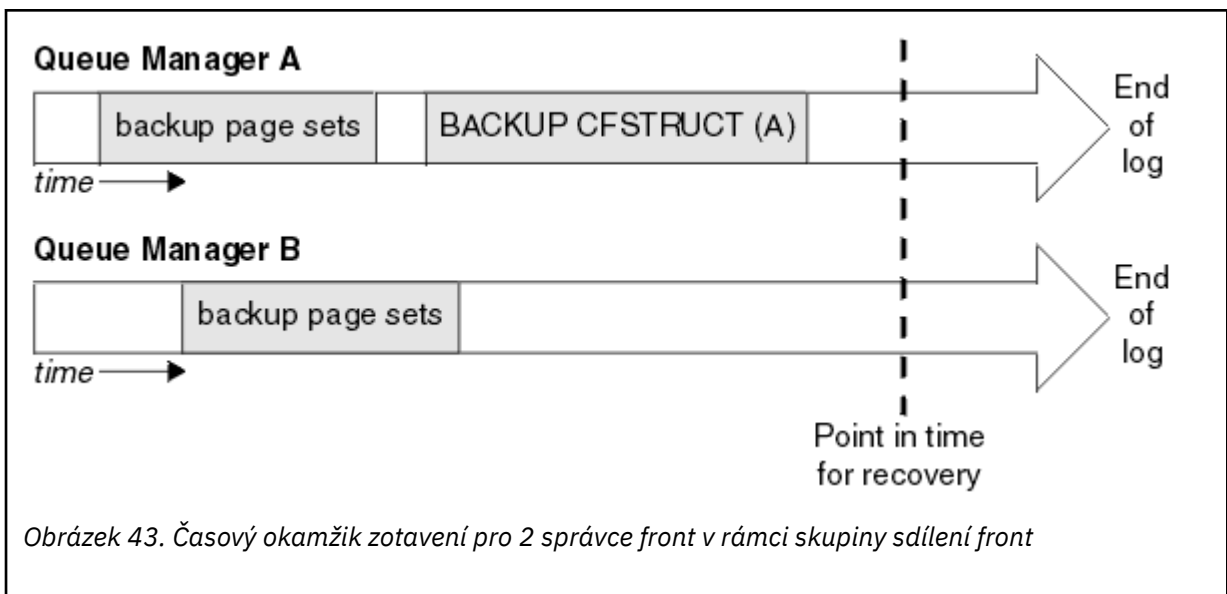 Queue Manager A
backup page sets
BACKUP CFSTRUCT (A)
End
of
log
time
Queue Manager B
backup page sets
End
of
log
time
Point in time
for recovery
Obrázek 43. Časový okamžik zotavení pro 2 správce front v rámci skupiny sdílení front